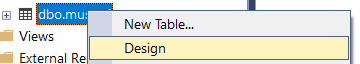 dbo.mu
New Table...
Views
Design
External Re